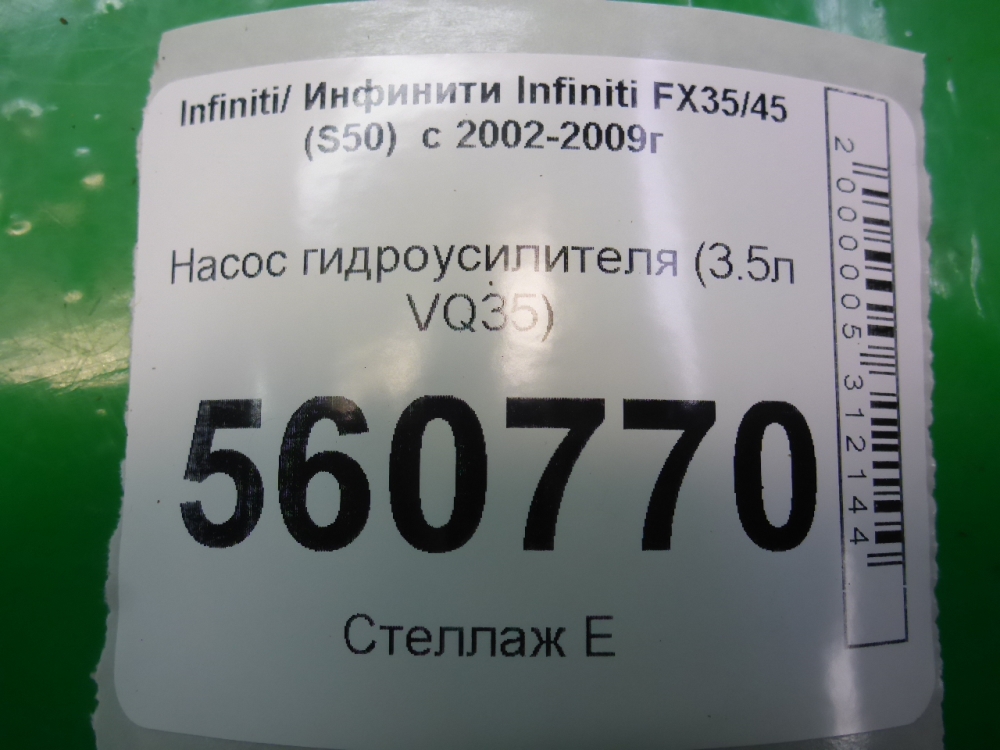 Infiniti/ Инфинити Infiniti FX35/45
(S50) с 2002-2009г
Насос гидроусилителя (3.5л
VQ35)
560770
Стеллаж Е
2000005312144